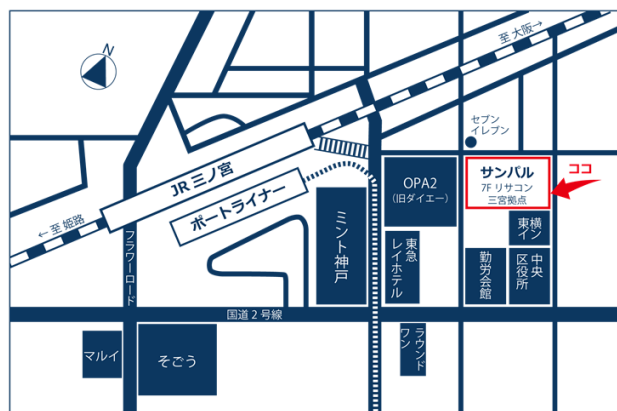 N
至 大阪→
セブン
イレブン
JR 三ノ宮
ポートライナー
← 至 姫路
フラワーロード
ミント神戸
OPA2
(旧ダイエー)
サンパル
7F リサコン
三宮拠点
ココ
東横
イン
東急
レイホテル
勤労会館
中央
区役所
国道 2 号線
マルイ
そごう
ラウンド
ワン